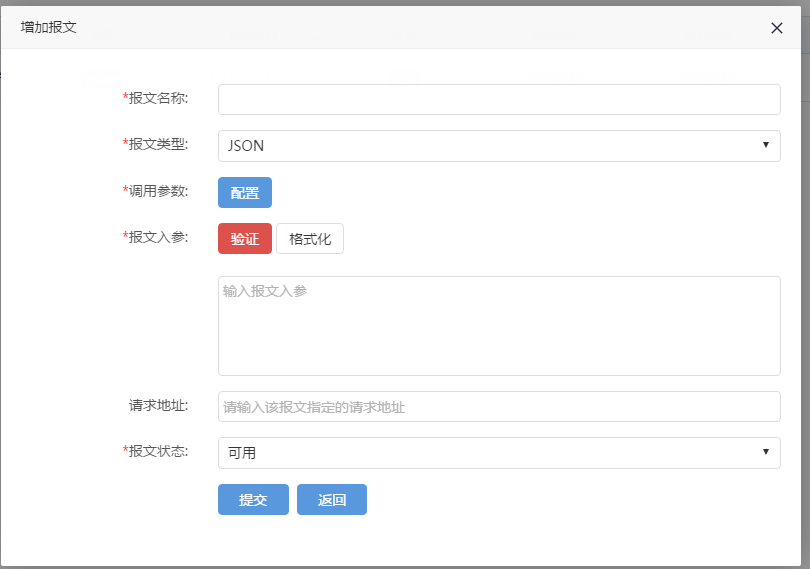 增加报文
*报文名称:
*报文类型: JSON
*调用参数: 配置
*报文入参: 验证 格式化
输入报文入参
请求地址: 请输入该报文指定的请求地址
*报文状态: 可用
提交 返回